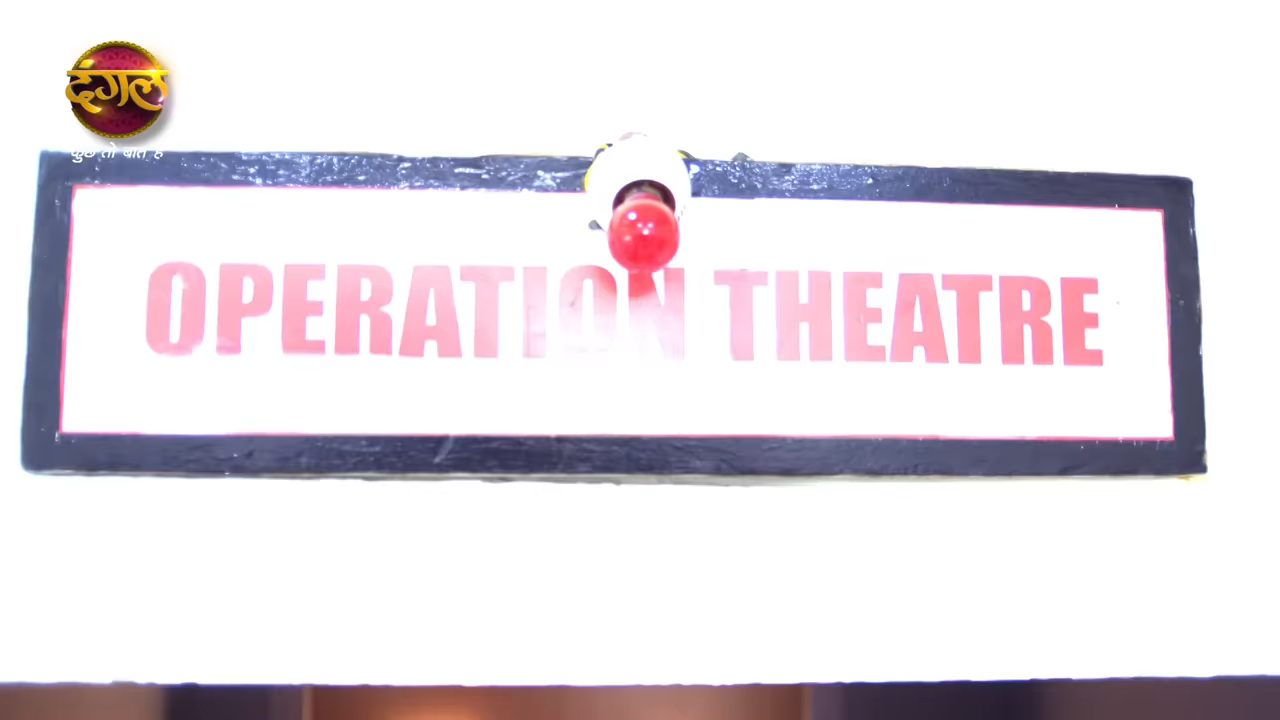 दंगल
कुछ तो बात है
OPERATION THEATRE